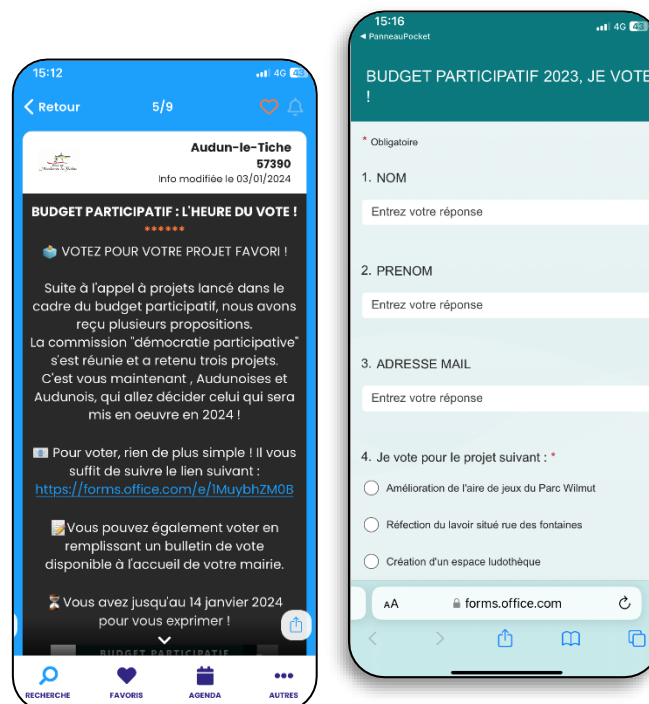 15:12
4G 43
Retour
5/9
Audun-le-Tiche
57390
Info modifiée le 03/01/2024
BUDGET PARTICIPATIF : L'HEURE DU VOTE !
******
VOTEZ POUR VOTRE PROJET FAVORI !
Suite à l'appel à projets lancé dans le
cadre du budget participatif, nous avons
reçu plusieurs propositions.
La commission "démocratie participative"
s'est réunie et a retenu trois projets.
C'est vous maintenant , Audunoises et
Audunois, qui allez décider celui qui sera
mis en oeuvre en 2024 !
Pour voter, rien de plus simple ! Il vous
suffit de suivre le lien suivant :
https://forms.office.com/e/1MuybhZM0B
Vous pouvez également voter en
remplissant un bulletin de vote
disponible à l'accueil de votre mairie.
Vous avez jusqu'au 14 janvier 2024
pour vous exprimer !
BUDGET PARTICIPATIF
RECHERCHE
FAVORIS
AGENDA
AUTRES
15:16
4G 43
PanneauPocket
BUDGET PARTICIPATIF 2023, JE VOTE
!
* Obligatoire
1. NOM
Entrez votre réponse
2. PRENOM
Entrez votre réponse
3. ADRESSE MAIL
Entrez votre réponse
4. Je vote pour le projet suivant : *
Amélioration de l'aire de jeux du Parc Wilmut
Réfection du lavoir situé rue des fontaines
Création d'un espace ludothèque
AA
forms.office.com